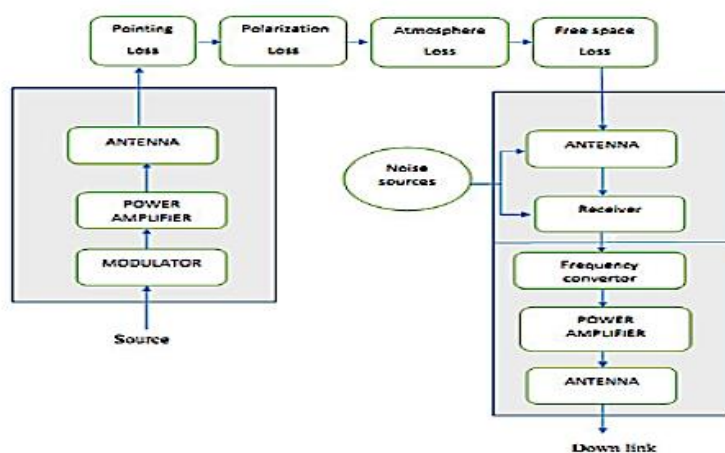 Pointing
Loss
Polarization
Loss
Atmosphere
Loss
Free space
Loss
ANTENNA
POWER
AMPLIFIER
MODULATOR
Source
Noise
sources
ANTENNA
Receiver
Frequency
convertor
POWER
AMPLIFIER
ANTENNA
Down link